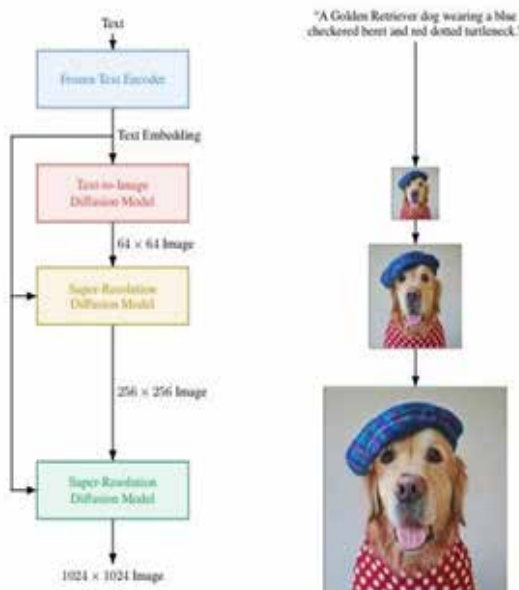 Text
Frozen Text Encoder
Text Embedding
Text-to-Image
Diffusion Model
64 × 64 Image
Super-Resolution
Diffusion Model
256 × 256 Image
Super-Resolution
Diffusion Model
1024 × 1024 Image
"A Golden Retriever dog wearing a blue
checkered beret and red dotted turtleneck."